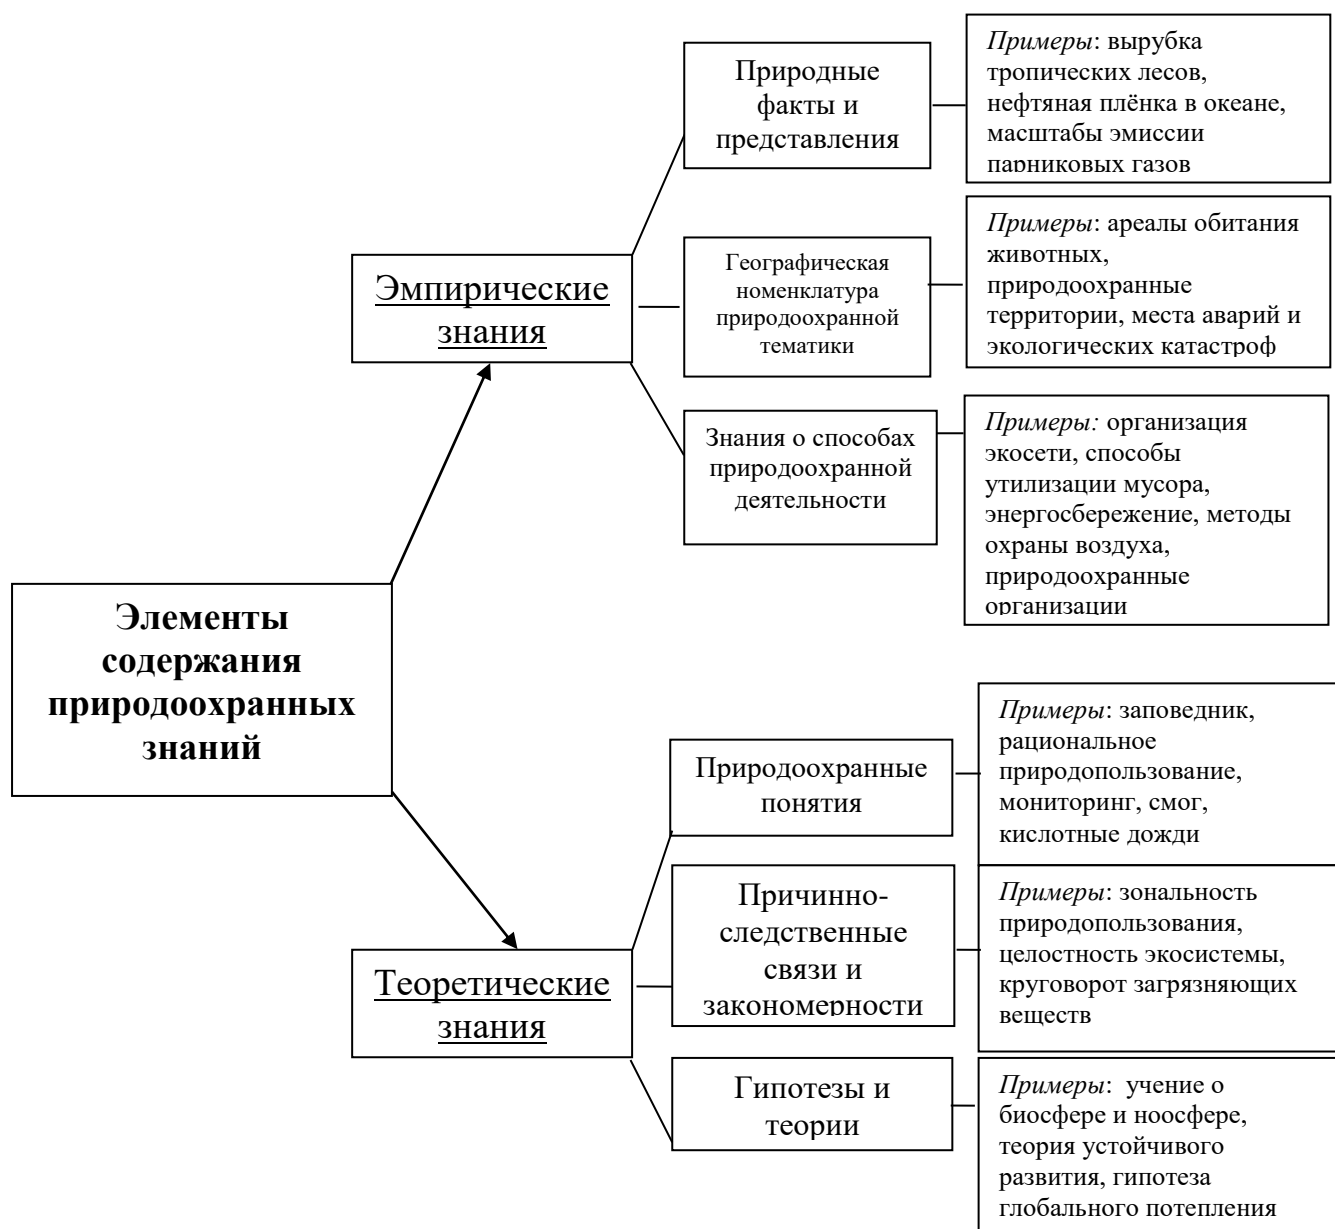 Элементы
содержания
природоохранных
знаний
Эмпирические
знания
Природные
факты и
представления
Примеры: вырубка
тропических лесов,
нефтяная плёнка в океане,
масштабы эмиссии
парниковых газов
Географическая
номенклатура
природоохранной
тематики
Примеры: ареалы обитания
животных,
природоохранные
территории, места аварий и
экологических катастроф
Знания о способах
природоохранной
деятельности
Примеры: организация
экосети, способы
утилизации мусора,
энергосбережение, методы
охраны воздуха,
природоохранные
организации
Теоретические
знания
Природоохранные
понятия
Примеры: заповедник,
рациональное
природопользование,
мониторинг, смог,
кислотные дожди
Причинно-
следственные
связи и
закономерности
Примеры: зональность
природопользования,
целостность экосистемы,
круговорот загрязняющих
веществ
Гипотезы и
теории
Примеры: учение о
биосфере и ноосфере,
теория устойчивого
развития, гипотеза
глобального потепления